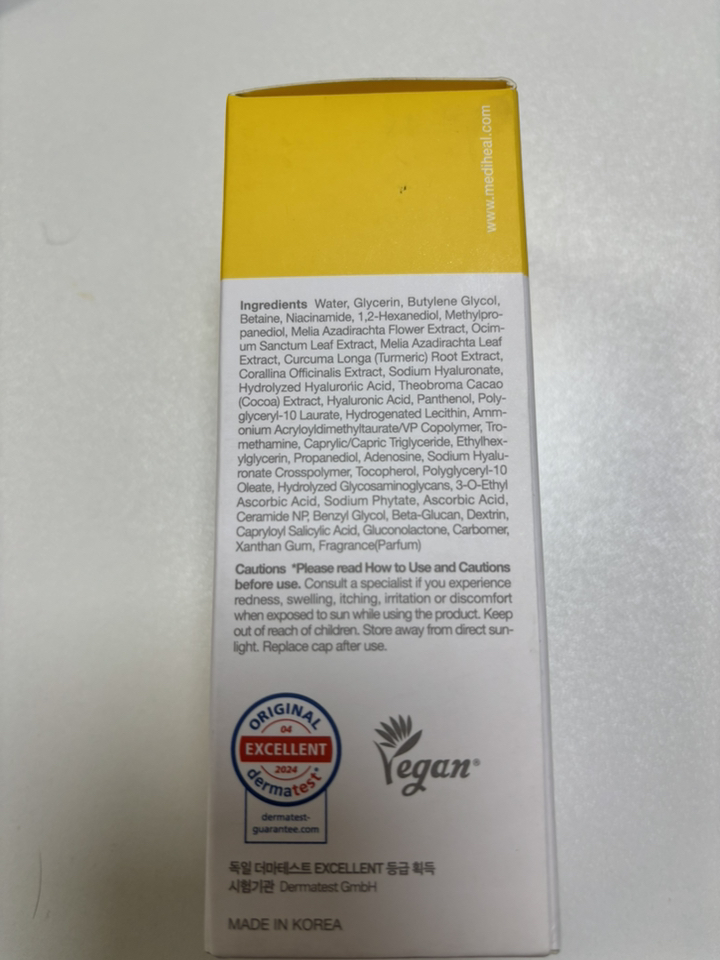 www.mediheal.com
Ingredients Water, Glycerin, Butylene Glycol,
Betaine, Niacinamide, 1,2-Hexanediol, Methylpro-
panediol, Melia Azadirachta Flower Extract, Ocim-
um Sanctum Leaf Extract, Melia Azadirachta Leaf
Extract, Curcuma Longa (Turmeric) Root Extract,
Corallina Officinalis Extract, Sodium Hyaluronate,
Hydrolyzed Hyaluronic Acid, Theobroma Cacao
(Cocoa) Extract, Hyaluronic Acid, Panthenol, Poly-
glyceryl-10 Laurate, Hydrogenated Lecithin, Amm-
onium Acryloyldimethyltaurate/VP Copolymer, Tro-
methamine, Caprylic/Capric Triglyceride, Ethylhex-
ylglycerin, Propanediol, Adenosine, Sodium Hyalu-
ronate Crosspolymer, Tocopherol, Polyglyceryl-10
Oleate, Hydrolyzed Glycosaminoglycans, 3-O-Ethyl
Ascorbic Acid, Sodium Phytate, Ascorbic Acid,
Ceramide NP, Benzyl Glycol, Beta-Glucan, Dextrin,
Capryloyl Salicylic Acid, Gluconolactone, Carbomer,
Xanthan Gum, Fragrance(Parfum)
Cautions *Please read How to Use and Cautions
before use. Consult a specialist if you experience
redness, swelling, itching, irritation or discomfort
when exposed to sun while using the product. Keep
out of reach of children. Store away from direct sun-
light. Replace cap after use.
ORIGINAL
04
EXCELLENT
2024
dermatest®
dermatest-
guarantee.com
Vegan®
독일 더마테스트 EXCELLENT 등급 획득
시험기관 Dermatest GmbH
MADE IN KOREA